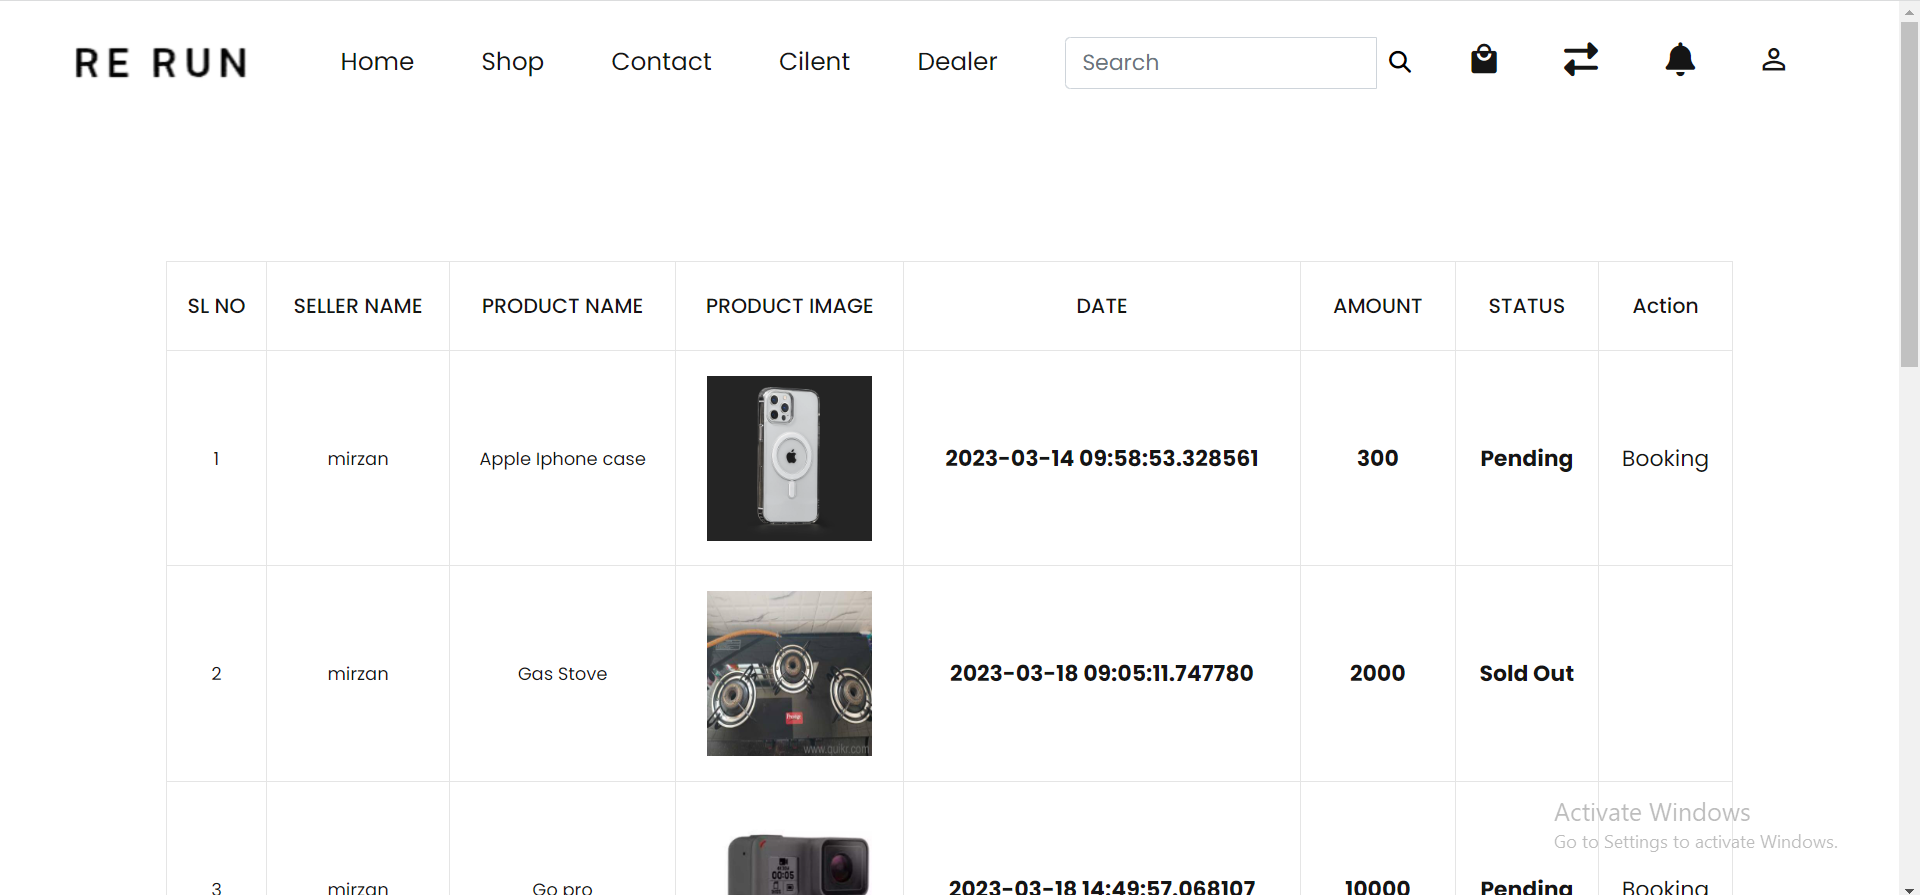 RE RUN Home Shop Contact Cilent Dealer Search
SL NO SELLER NAME PRODUCT NAME PRODUCT IMAGE DATE AMOUNT STATUS Action
1 mirzan Apple Iphone case 2023-03-14 09:58:53.328561 300 Pending Booking
2 mirzan Gas Stove 2023-03-18 09:05:11.747780 2000 Sold Out
Prestige
www.quikr.com
00:05
3 mirzan Go pro 2023-03-18 14:49:57.068107 10000 Pending Booking
Activate Windows
Go to Settings to activate Windows.